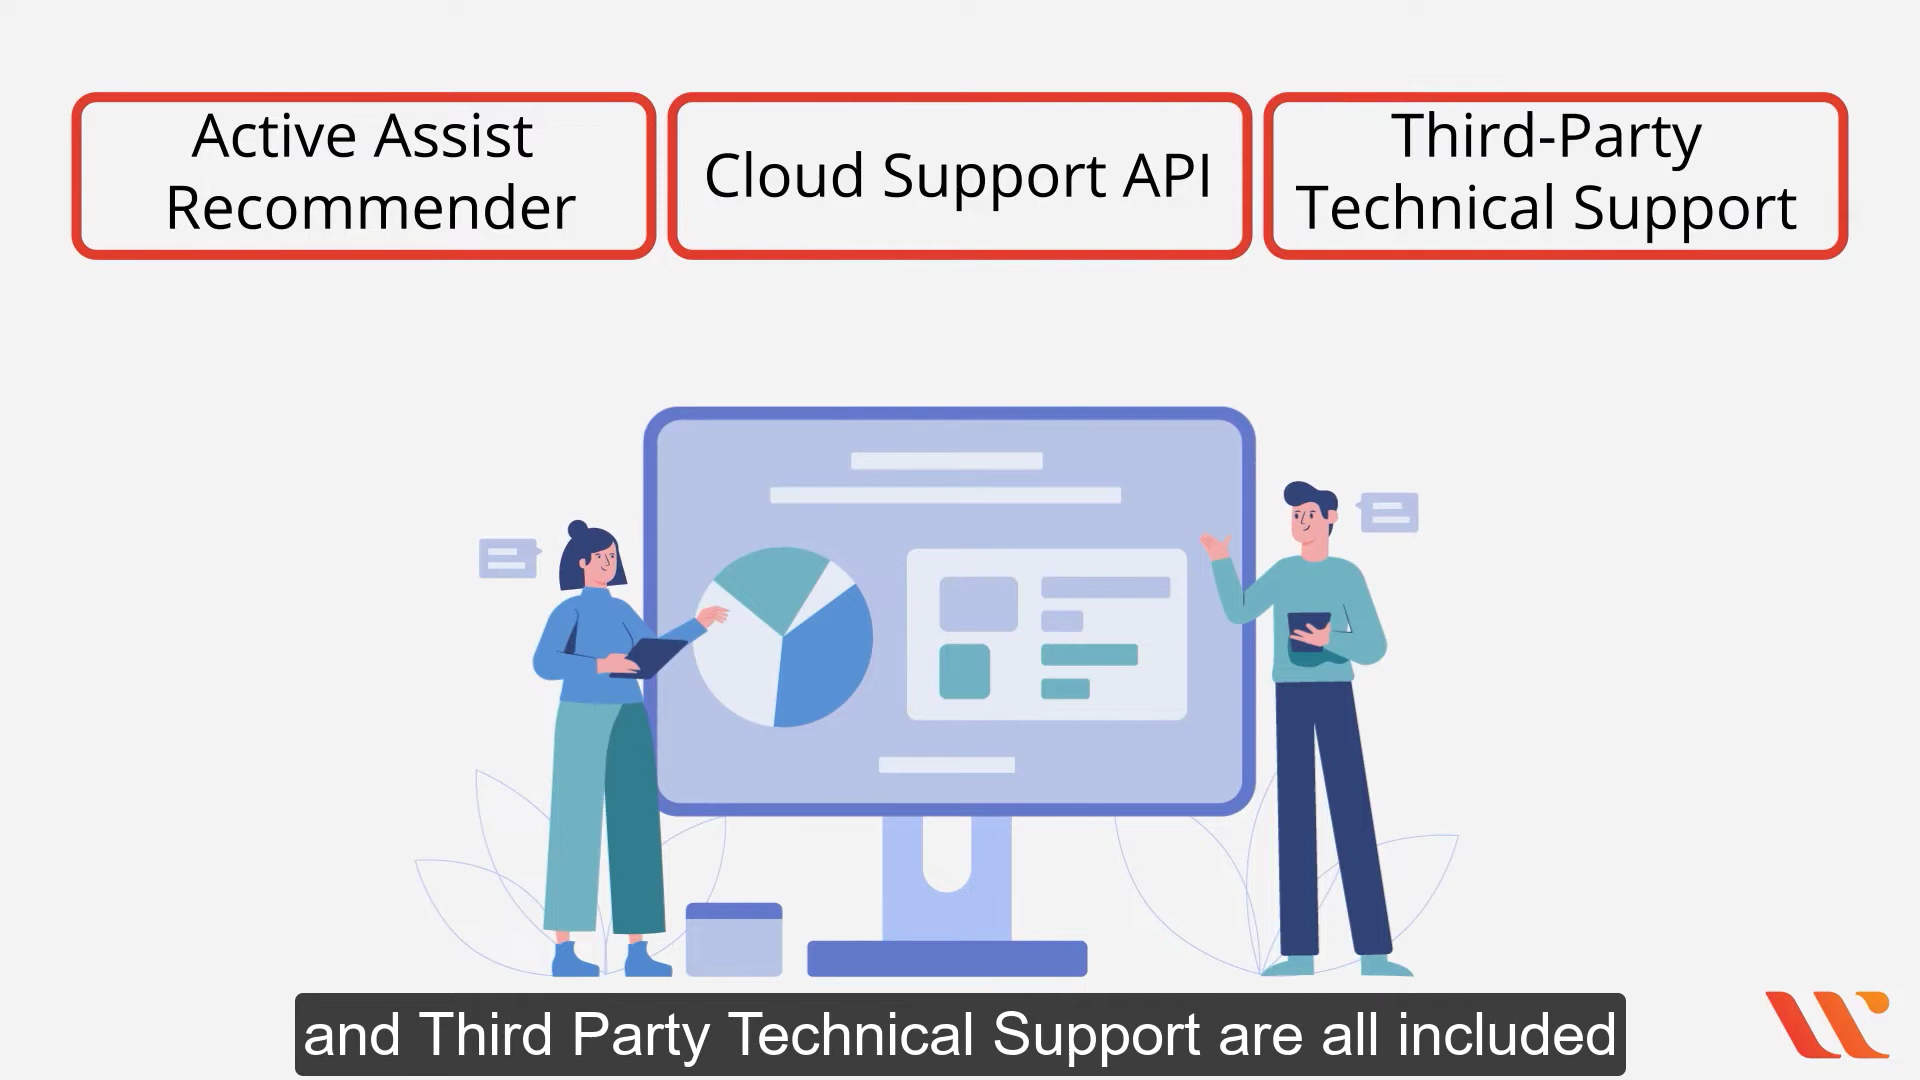 Active Assist
Recommender
Cloud Support API
Third-Party
Technical Support
and Third Party Technical Support are all included